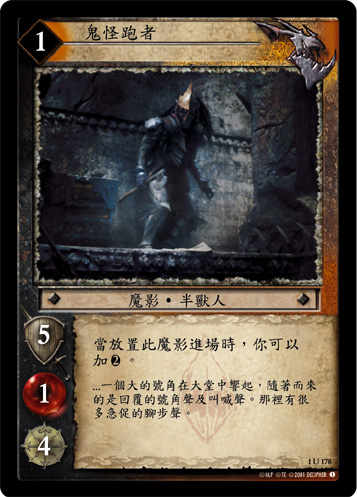 1
鬼怪跑者
魔影•半獸人
5
當放置此魔影進場時，你可以
加❷。
1
...一個大的號角在大堂中響起，隨著而來
的是回覆的號角聲及叫喊聲。那裡有很
多急促的腳步聲。
4
1 U 178
©NLP ©TE ©2001 DECIPHER